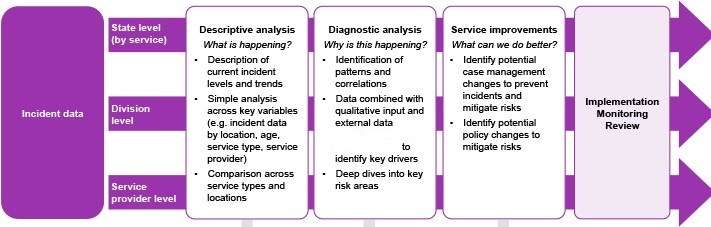 Incident data
State level
(by service)
Division
level
Service
provider level
Descriptive analysis
What is happening?
• Description of
current incident
levels and trends
• Simple analysis
across key variables
(e.g. incident data
by location, age,
service type, service
provider)
• Comparison across
service types and
locations
Diagnostic analysis
Why is this happening?
• Identification of
patterns and
correlations
• Data combined with
qualitative input and
external data
to
identify key drivers
• Deep dives into key
risk areas
Service improvements
What can we do better?
• Identify potential
case management
changes to prevent
incidents and
mitigate risks
• Identify potential
policy changes to
mitigate risks
Implementation
Monitoring
Review